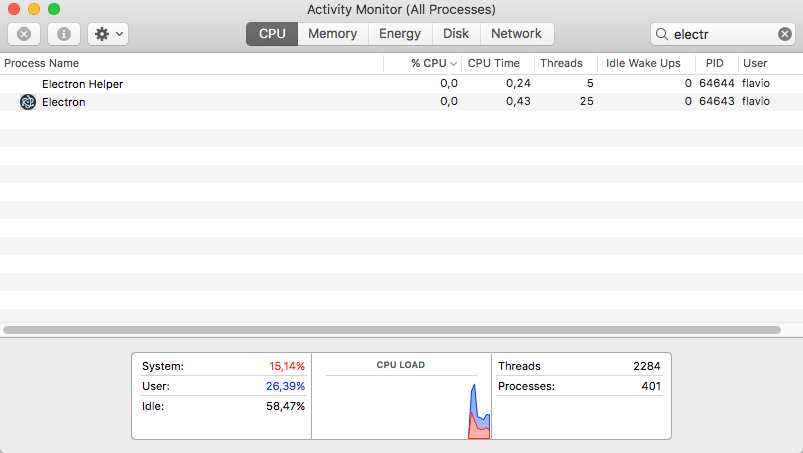 Activity Monitor (All Processes)
CPU Memory Energy Disk Network electr
Process Name % CPU CPU Time Threads Idle Wake Ups PID User
Electron Helper 0,0 0,24 5 0 64644 flavio
Electron 0,0 0,43 25 0 64643 flavio
System: 15,14% CPU LOAD Threads 2284
User: 26,39% Processes: 401
Idle: 58,47%